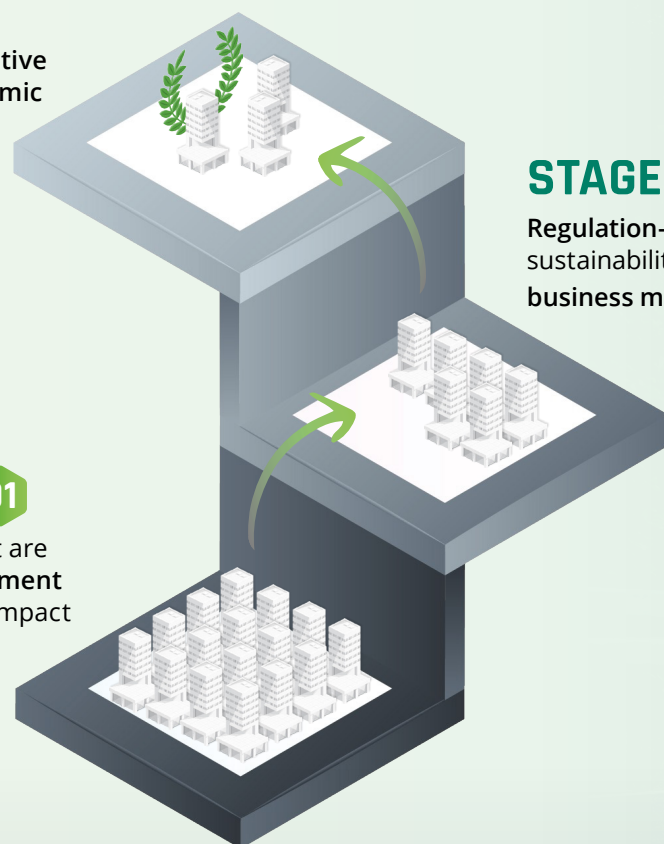 tive
mic
STAGE
Regulation-
sustainabilit
business m
01
t are
ment
mpact